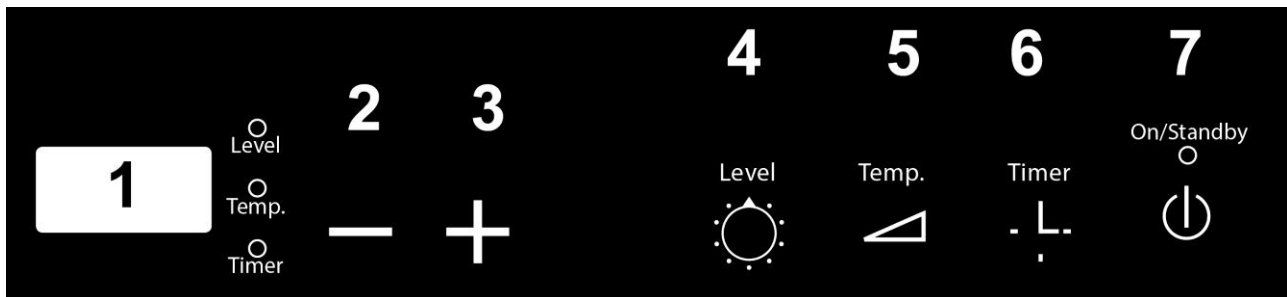 4 5 6 7
2 3
On/Standby
Level
1
Level Temp. Timer
Temp.
Timer